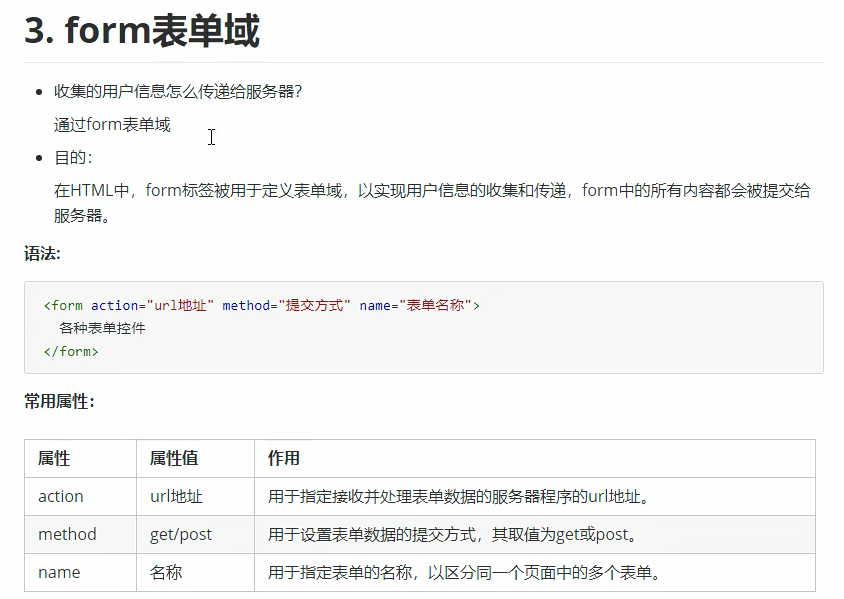 3. form表单域
收集的用户信息怎么传递给服务器?
通过form表单域
目的:
在HTML中，form标签被用于定义表单域，以实现用户信息的收集和传递，form中的所有内容都会被提交给
服务器。
语法:
<form action="url地址" method="提交方式" name="表单名称">
各种表单控件
</form>
常用属性:
属性 属性值 作用
action url地址 用于指定接收并处理表单数据的服务器程序的url地址。
method get/post 用于设置表单数据的提交方式，其取值为get或post。
name 名称 用于指定表单的名称，以区分同一个页面中的多个表单。